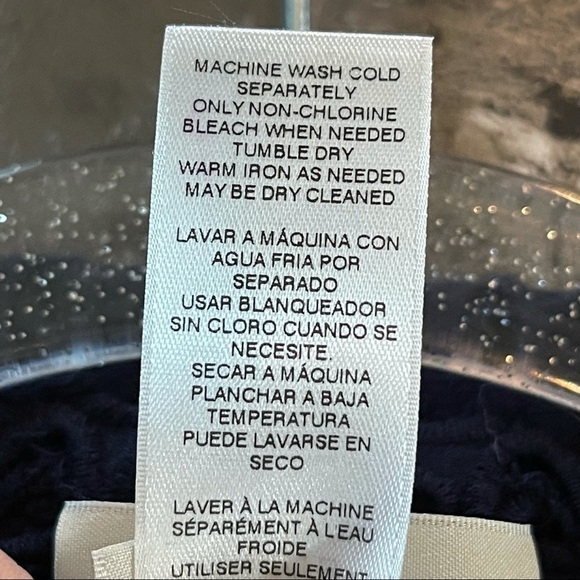 MACHINE WASH COLD
SEPARATELY
ONLY NON-CHLORINE
BLEACH WHEN NEEDED
TUMBLE DRY
WARM IRON AS NEEDED
MAY BE DRY CLEANED
LAVAR A MÁQUINA CON
AGUA FRIA POR
SEPARADO
USAR BLANQUEADOR
SIN CLORO CUANDO SE
NECESITE.
SECAR A MÁQUINA
PLANCHAR A BAJA
TEMPERATURA
PUEDE LAVARSE EN
SECO
LAVER À LA MACHINE
SÉPARÉMENT À L'EAU
FROIDE
UTILISER SEULEMENT